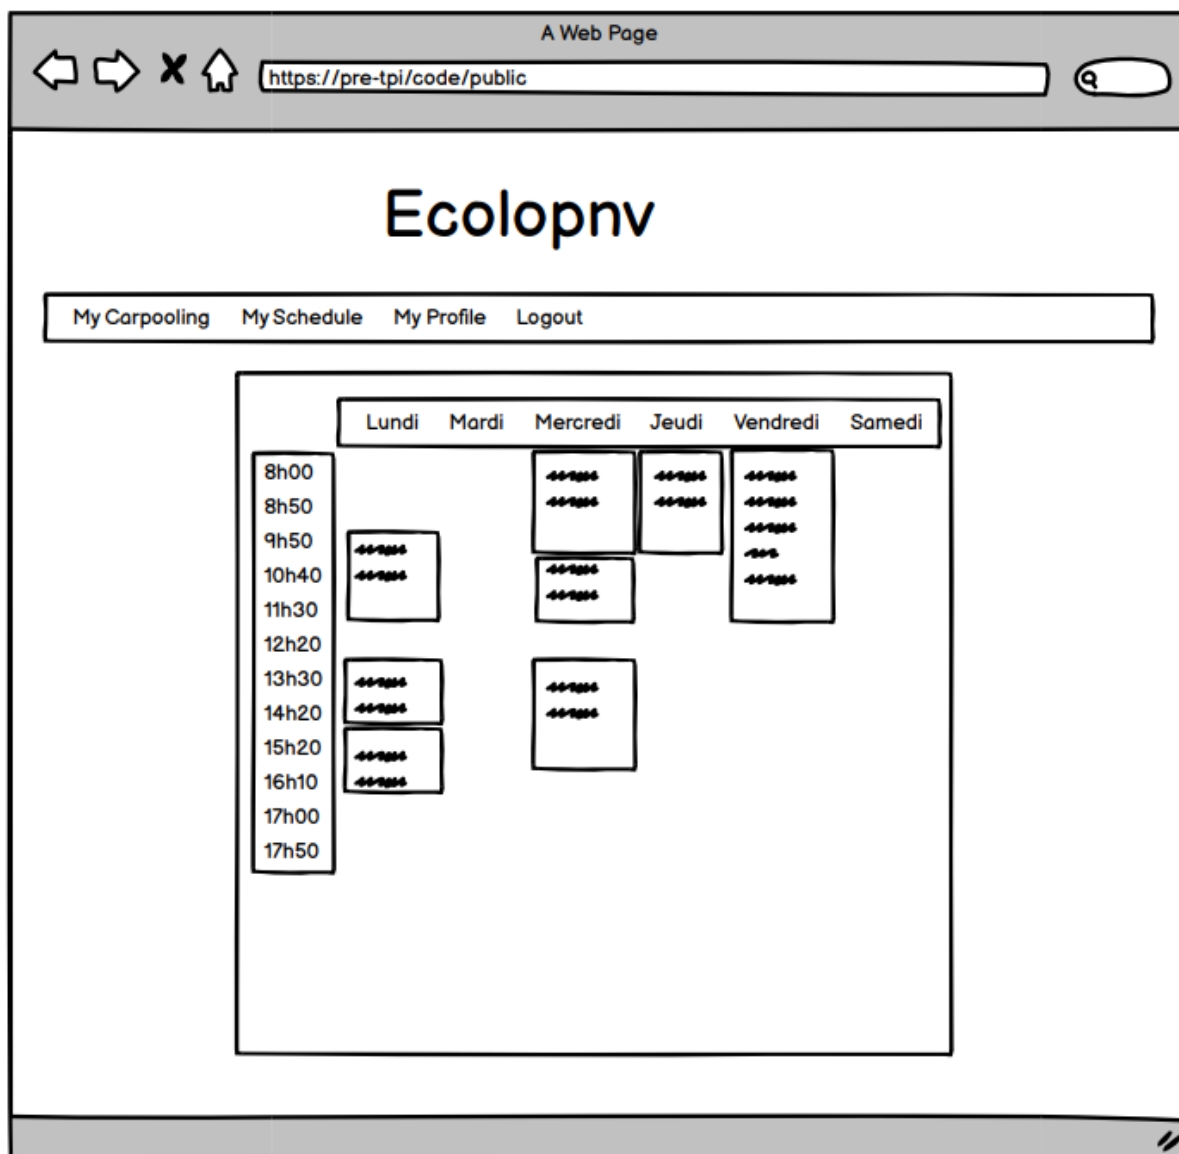 A Web Page
https://pre-tpi/code/public
Ecolopnv
My Carpooling My Schedule My Profile Logout
Lundi Mardi Mercredi Jeudi Vendredi Samedi
8h00
8h50
9h50
10h40
11h30
12h20
13h30
14h20
15h20
16h10
17h00
17h50